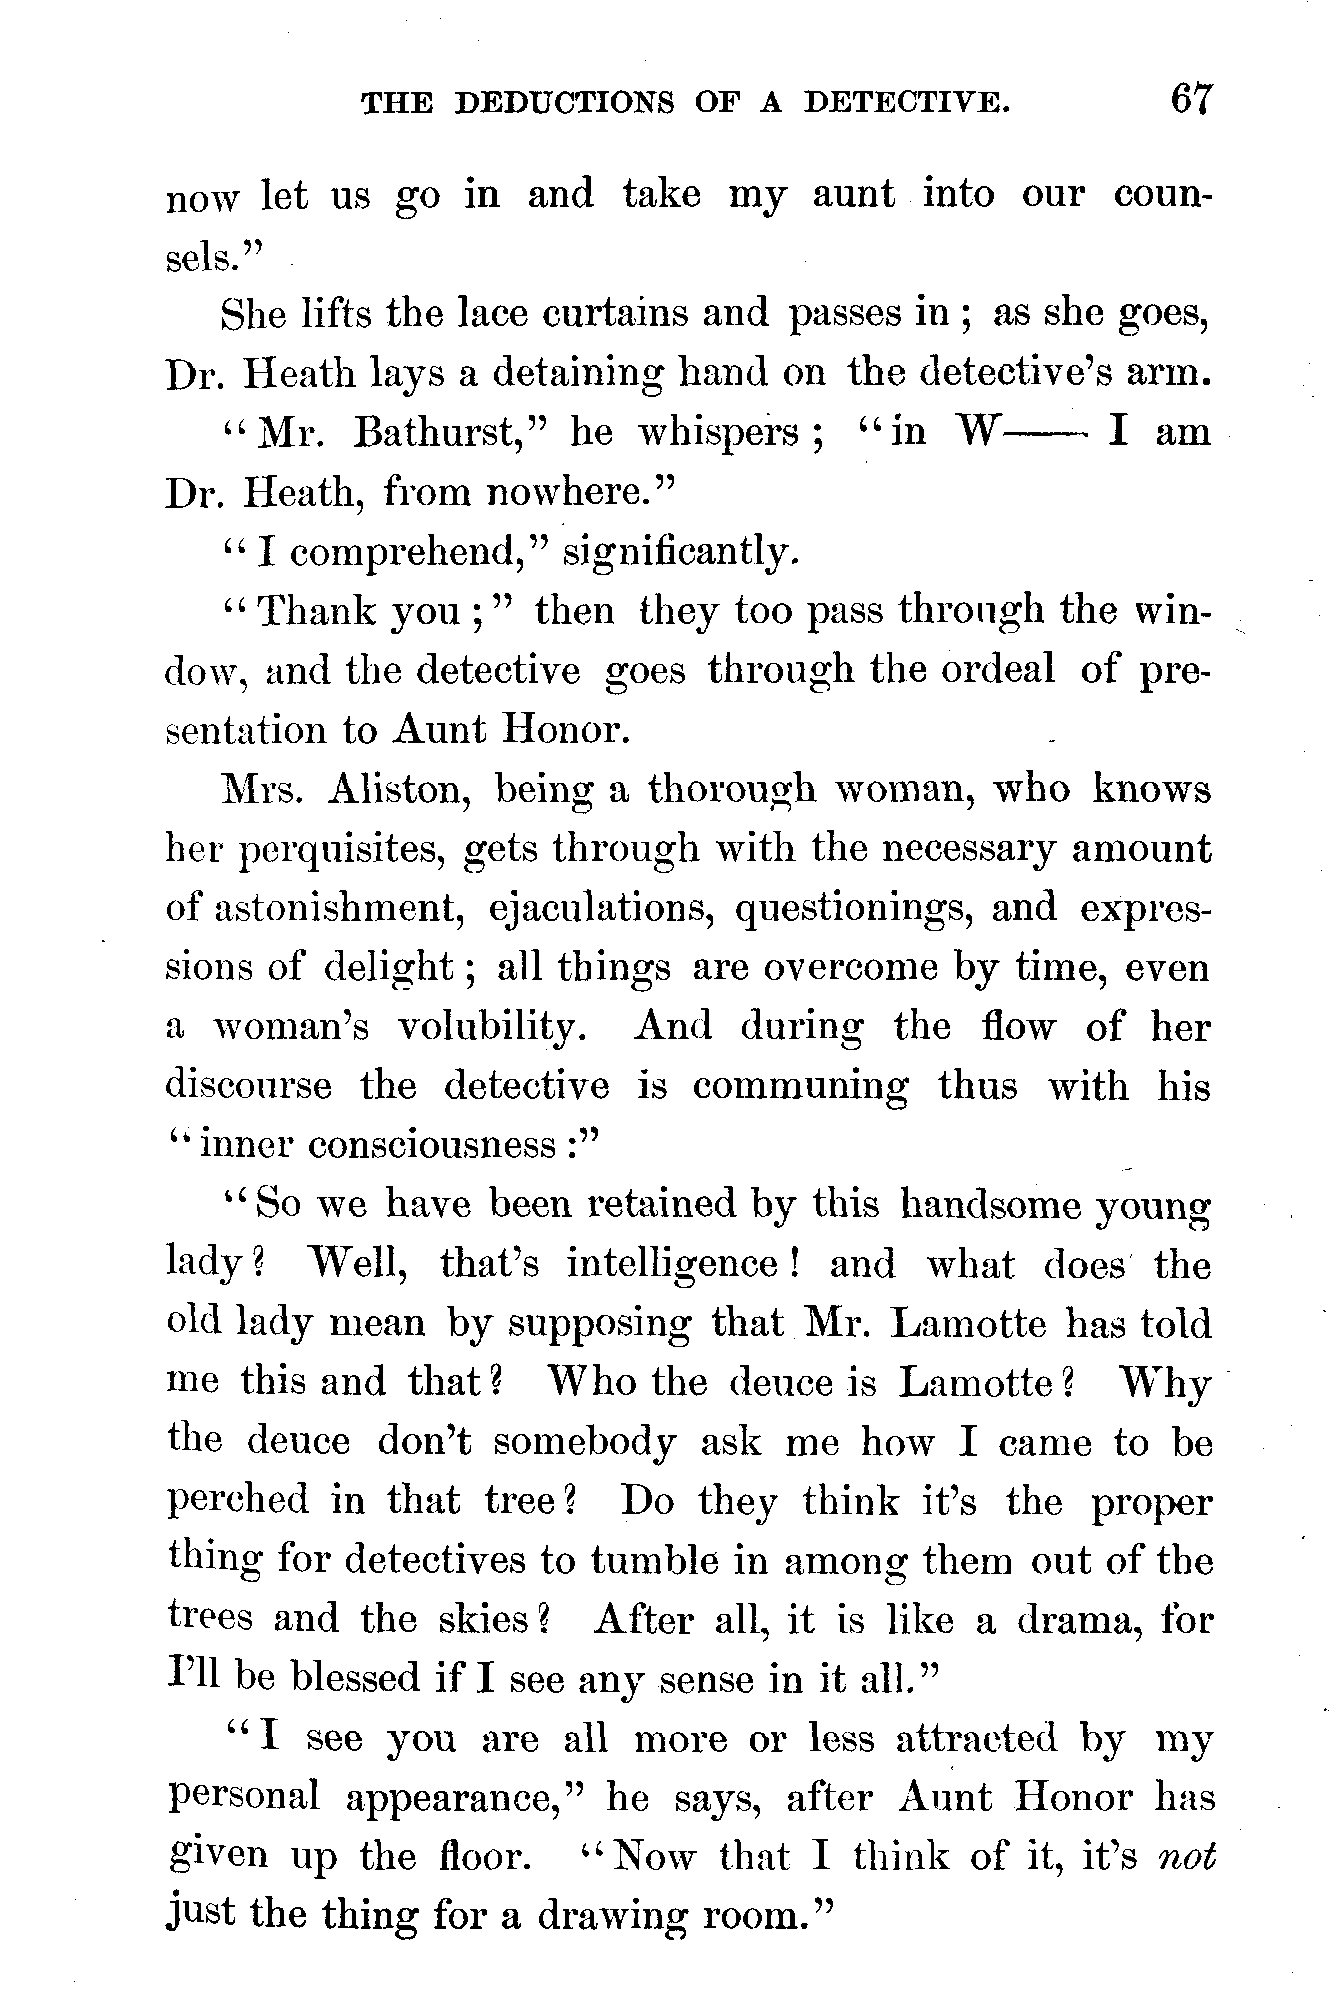 THE DEDUCTIONS OF A DETECTIVE. 67
now let us go in and take my aunt into our coun-
sels."
She lifts the lace curtains and passes in; as she goes,
Dr. Heath lays a detaining hand on the detective's arm.
"Mr. Bathurst," he whispers; "in W—— I am
Dr. Heath, from nowhere."
"I comprehend," significantly.
"Thank you;" then they too pass through the win-
dow, and the detective goes through the ordeal of pre-
sentation to Aunt Honor.
Mrs. Aliston, being a thorough woman, who knows
her perquisites, gets through with the necessary amount
of astonishment, ejaculations, questionings, and expres-
sions of delight; all things are overcome by time, even
a woman's volubility. And during the flow of her
discourse the detective is communing thus with his
"inner consciousness:"
"So we have been retained by this handsome young
lady? Well, that's intelligence! and what does the
old lady mean by supposing that Mr. Lamotte has told
me this and that? Who the deuce is Lamotte? Why
the deuce don't somebody ask me how I came to be
perched in that tree? Do they think it's the proper
thing for detectives to tumble in among them out of the
trees and the skies? After all, it is like a drama, for
I'll be blessed if I see any sense in it all."
"I see you are all more or less attracted by my
personal appearance," he says, after Aunt Honor has
given up the floor. "Now that I think of it, it's not
just the thing for a drawing room."